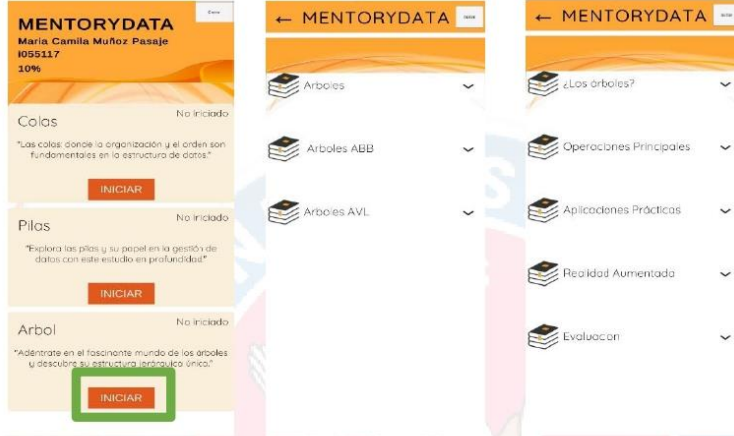 MENTORYDATA
Maria Camila Muñoz Pasaje
I055117
10%
Colas
No Iniciado
"Las colas: donde la organización y el orden son
fundamentales en la estructura de datos."
INICIAR
Pilas
No Iniciado
"Explora las pilas y su papel en la gestión de
datos con este estudio en profundidad."
INICIAR
Arbol
No Iniciado
"Adéntrate en el fascinante mundo de los árboles
y descubre su estructura jerárquica única."
INICIAR
← MENTORYDATA
Arboles
Arboles ABB
Arboles AVL
← MENTORYDATA
¿Los árboles?
Operaciones Principales
Aplicaciones Prácticas
Realidad Aumentada
Evaluacon